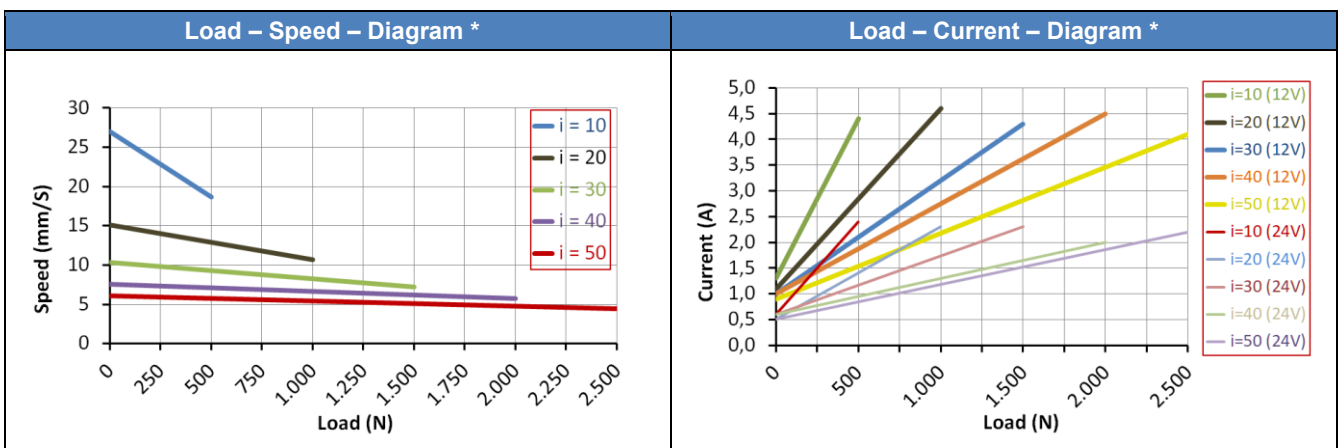 Load – Speed – Diagram *
Load – Current – Diagram *
30
25
20
15
10
5
0
Speed (mm/S)
i = 10
i = 20
i = 30
i = 40
i = 50
0
250
500
750
1.000
1.250
1.500
1.750
2.000
2.250
2.500
Load (N)
5,0
4,5
4,0
3,5
3,0
2,5
2,0
1,5
1,0
0,5
0,0
Current (A)
i=10 (12V)
i=20 (12V)
i=30 (12V)
i=40 (12V)
i=50 (12V)
i=10 (24V)
i=20 (24V)
i=30 (24V)
i=40 (24V)
i=50 (24V)
0
500
1.000
1.500
2.000
2.500
Load (N)